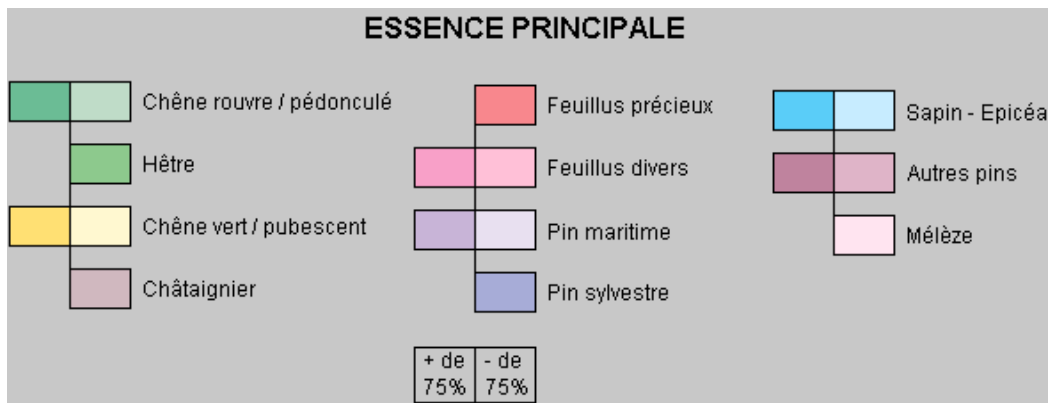 ESSENCE PRINCIPALE
Chêne rouvre / pédonculé
Hêtre
Chêne vert / pubescent
Châtaignier
Feuillus précieux
Feuillus divers
Pin maritime
Pin sylvestre
Sapin - Epicéa
Autres pins
Mélèze
+ de 75%
- de 75%